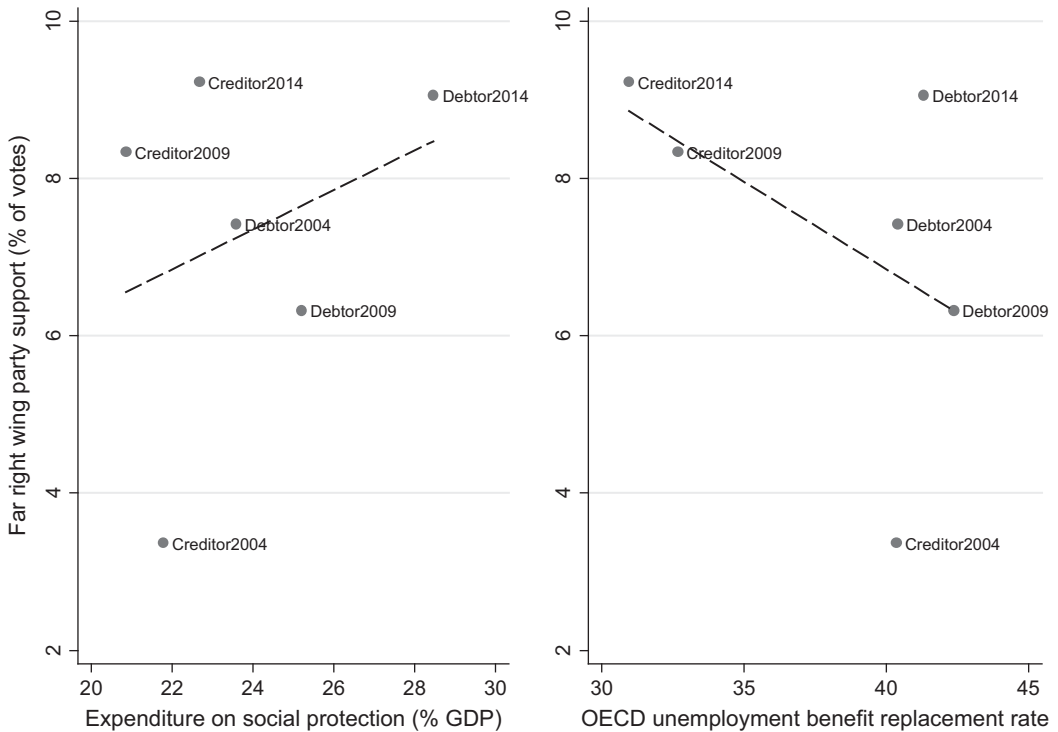 Far right wing party support (% of votes)
10
8
6
4
2
Creditor2014
Debtor2014
Creditor2009
Debtor2004
Debtor2009
Creditor2004
20 22 24 26 28 30
Expenditure on social protection (% GDP)
10
8
6
4
2
Creditor2014
Debtor2014
Creditor2009
Debtor2004
Debtor2009
Creditor2004
30 35 40 45
OECD unemployment benefit replacement rate